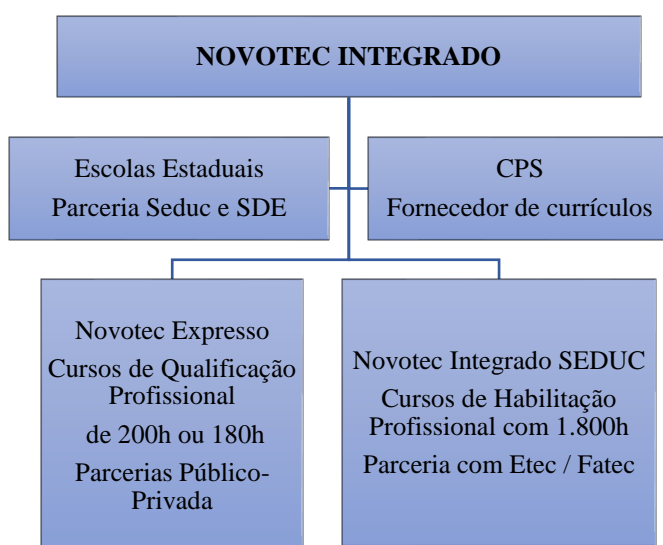 NOVOTEC INTEGRADO
Escolas Estaduais
Parceria Seduc e SDE
CPS
Fornecedor de currículos
Novotec Expresso
Cursos de Qualificação
Profissional
de 200h ou 180h
Parcerias Público-
Privada
Novotec Integrado SEDUC
Cursos de Habilitação
Profissional com 1.800h
Parceria com Etec / Fatec